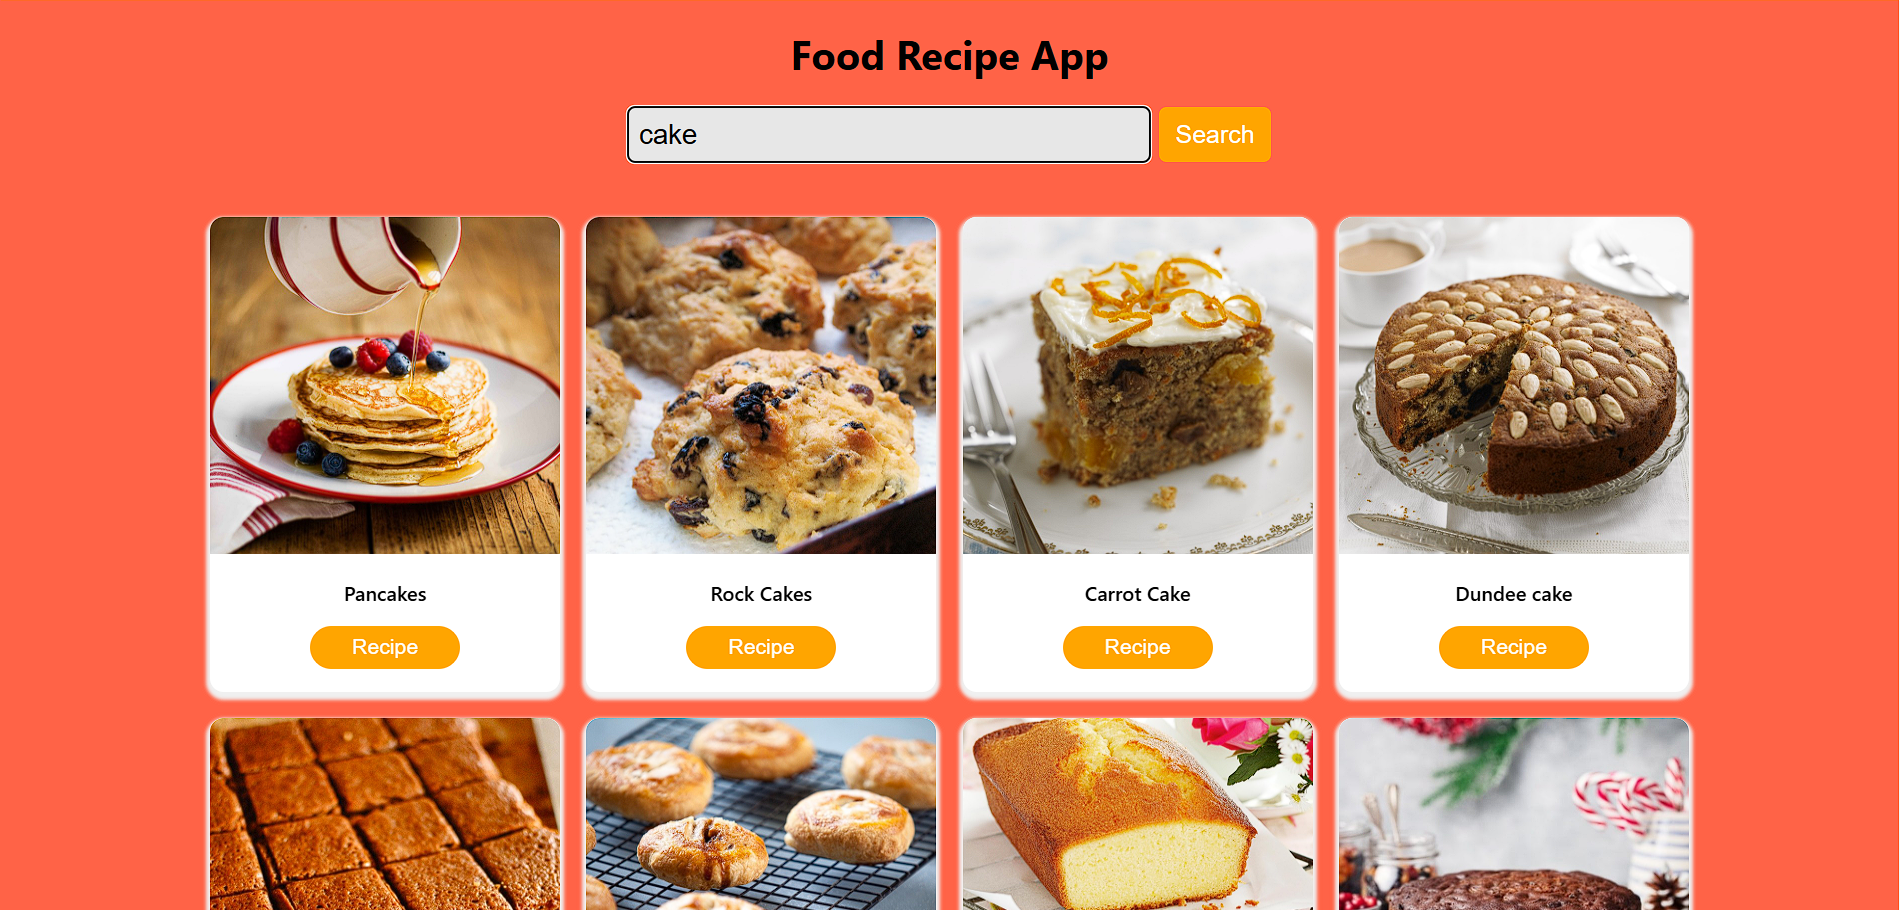 Food Recipe App
cake
Search
Pancakes
Rock Cakes
Carrot Cake
Dundee cake
Recipe
Recipe
Recipe
Recipe